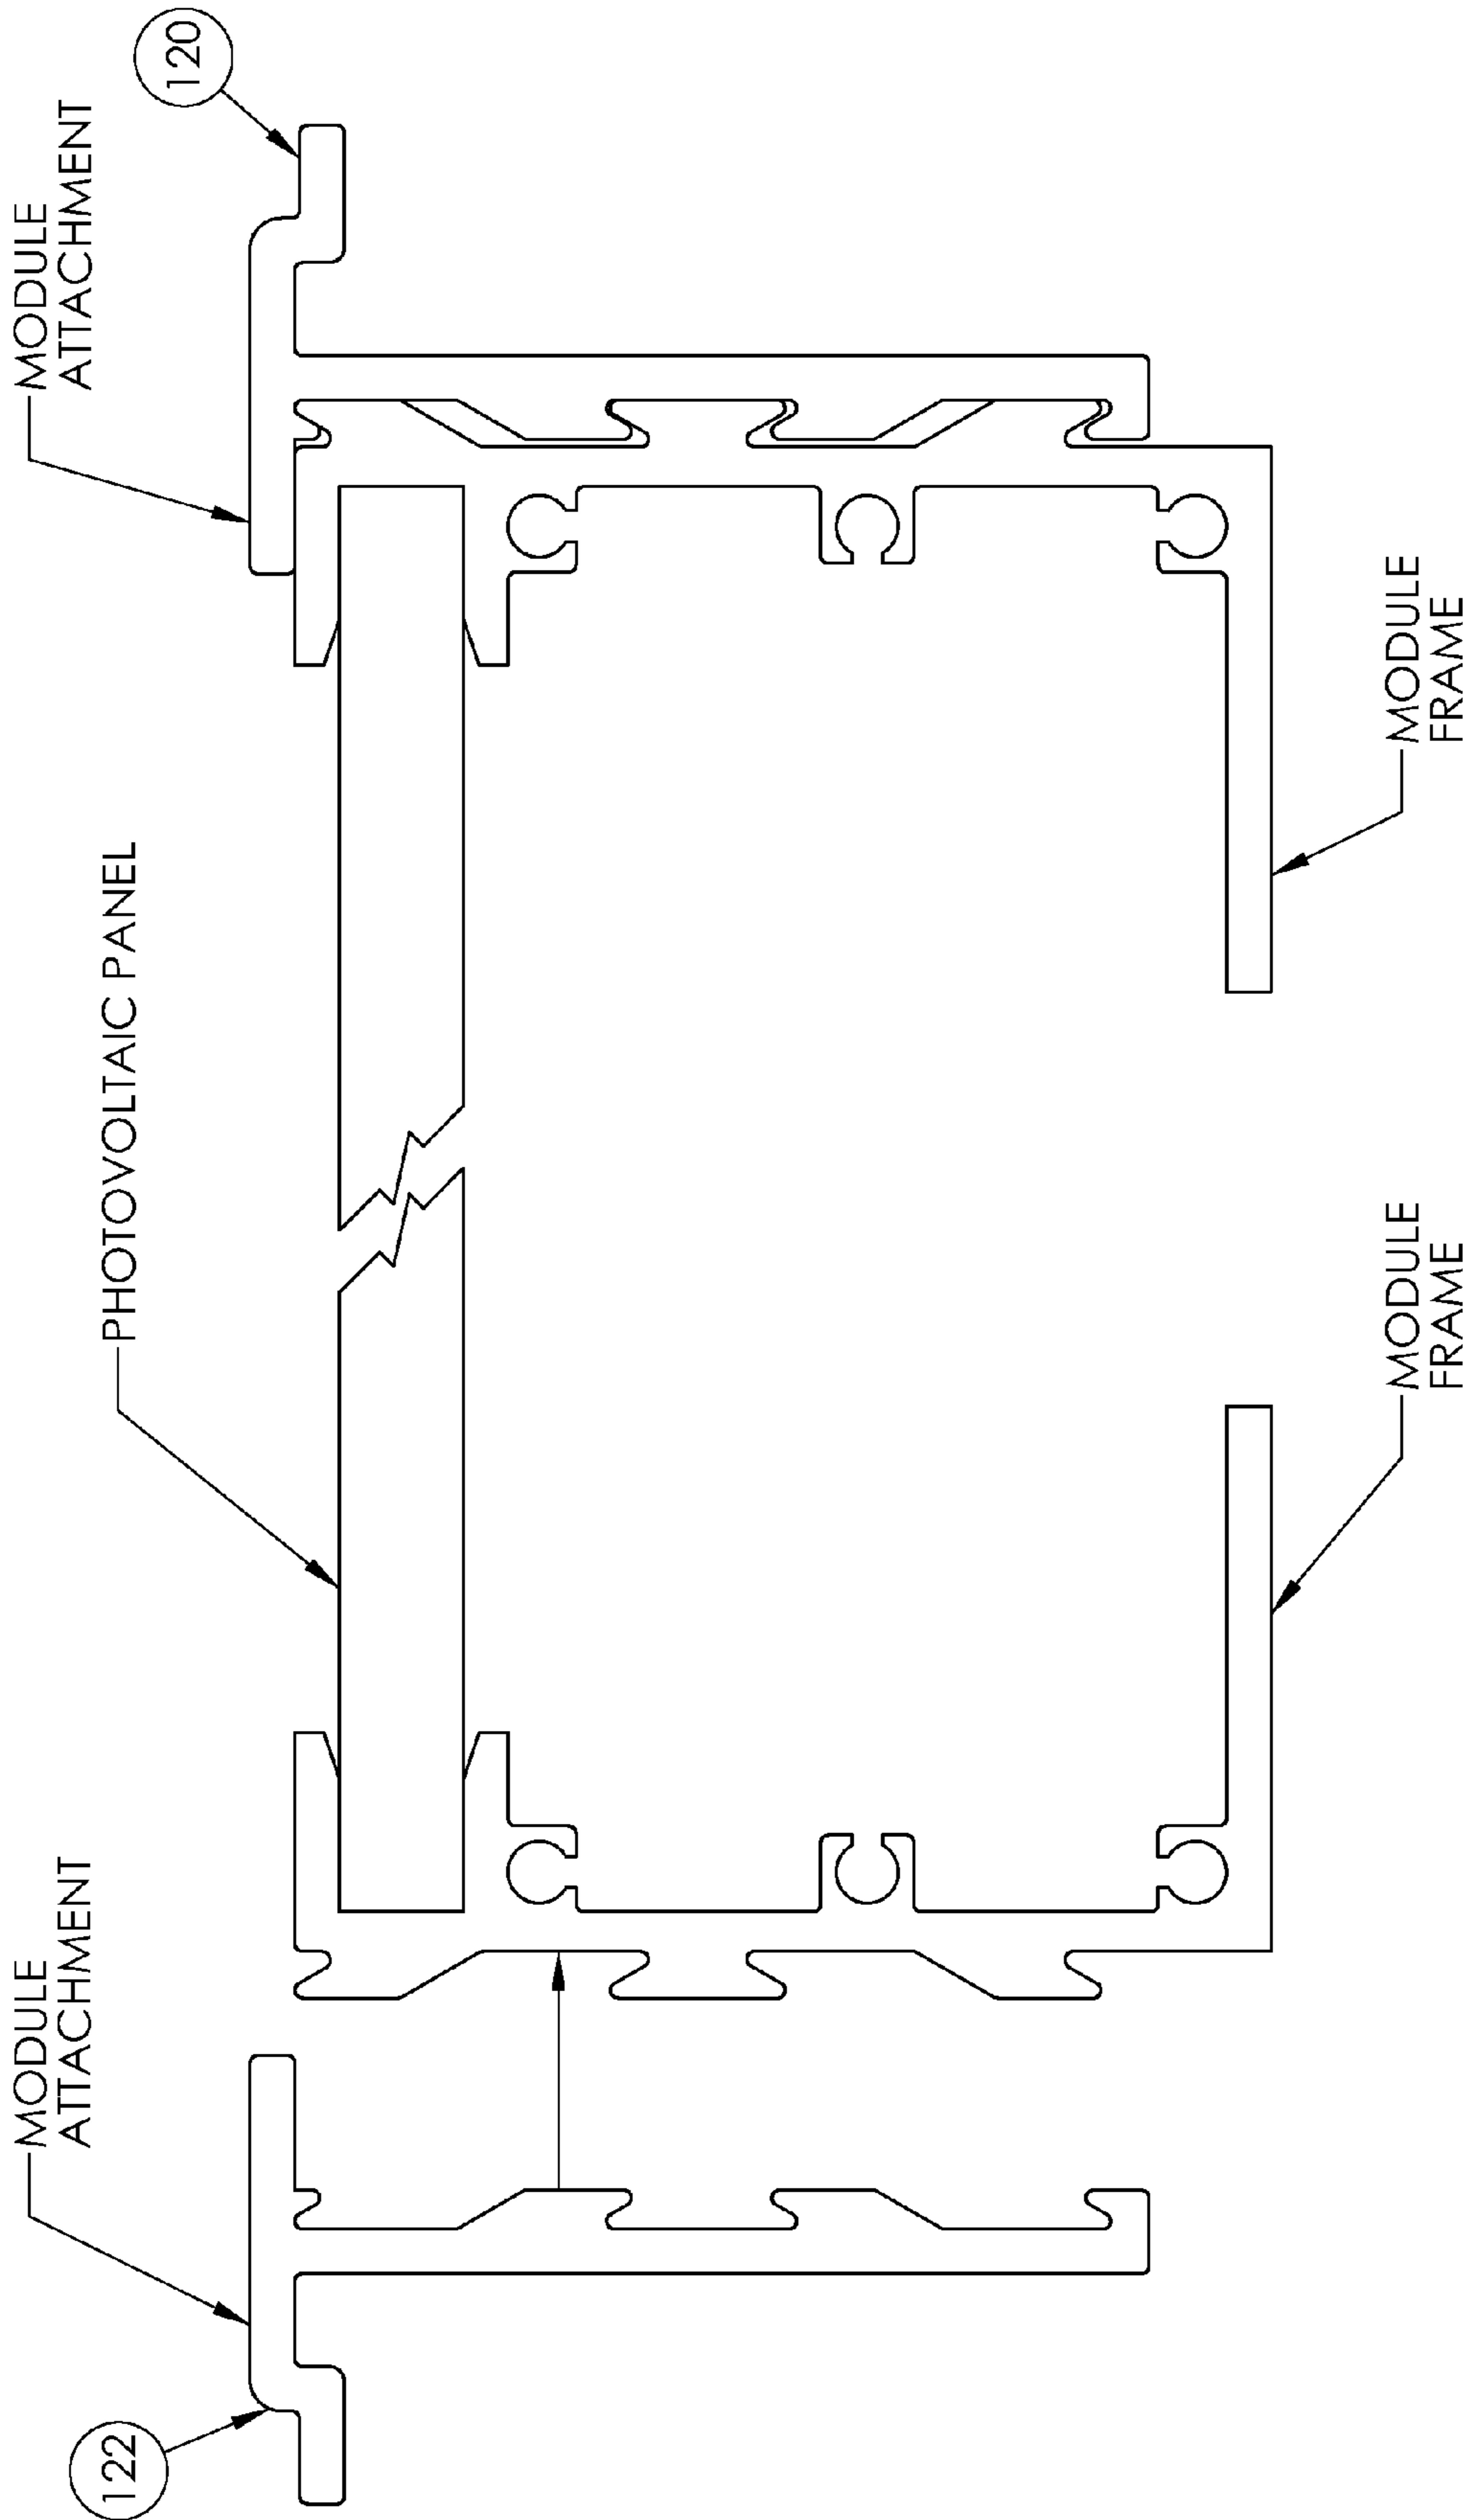 MODULE
ATTACHMENT
122
PHOTOVOLTAIC PANEL
MODULE
ATTACHMENT
120
MODULE
FRAME
MODULE
FRAME